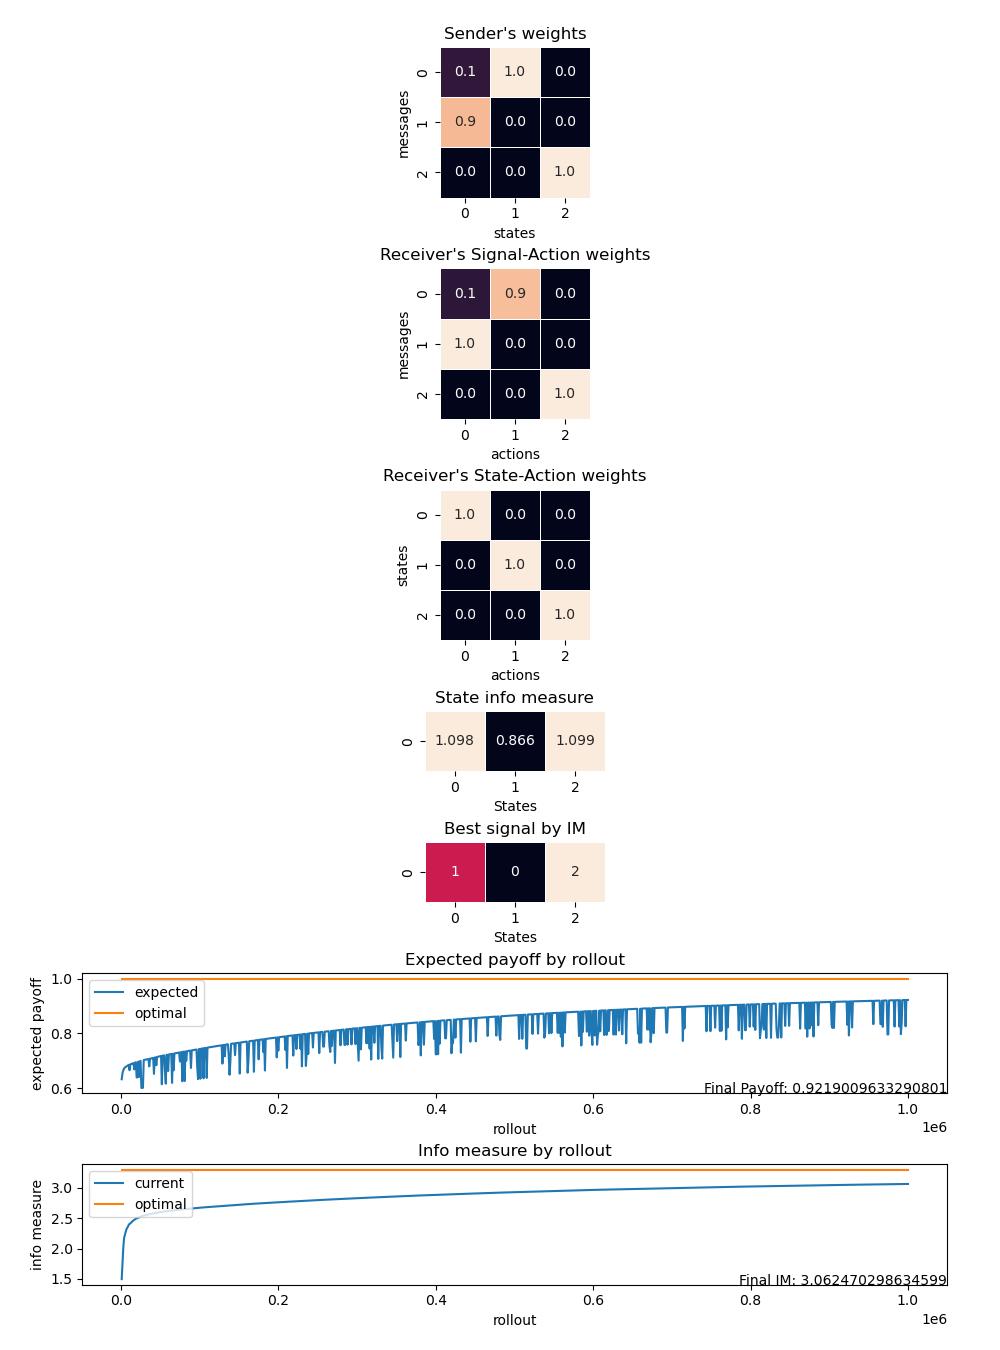 Sender's weights
messages
0 0.1 1.0 0.0
1 0.9 0.0 0.0
2 0.0 0.0 1.0
0 1 2
states
Receiver's Signal-Action weights
messages
0 0.1 0.9 0.0
1 1.0 0.0 0.0
2 0.0 0.0 1.0
0 1 2
actions
Receiver's State-Action weights
states
0 1.0 0.0 0.0
1 0.0 1.0 0.0
2 0.0 0.0 1.0
0 1 2
actions
State info measure
0 1.098 0.866 1.099
0 1 2
States
Best signal by IM
0 1 0 2
0 1 2
States
Expected payoff by rollout
expected payoff
1.0
0.8
0.6
expected
optimal
Final Payoff: 0.9219009633290801
0.0 0.2 0.4 0.6 0.8 1.0
1e6
rollout
Info measure by rollout
info measure
3.0
2.5
2.0
1.5
current
optimal
Final IM: 3.062470298634599
0.0 0.2 0.4 0.6 0.8 1.0
1e6
rollout